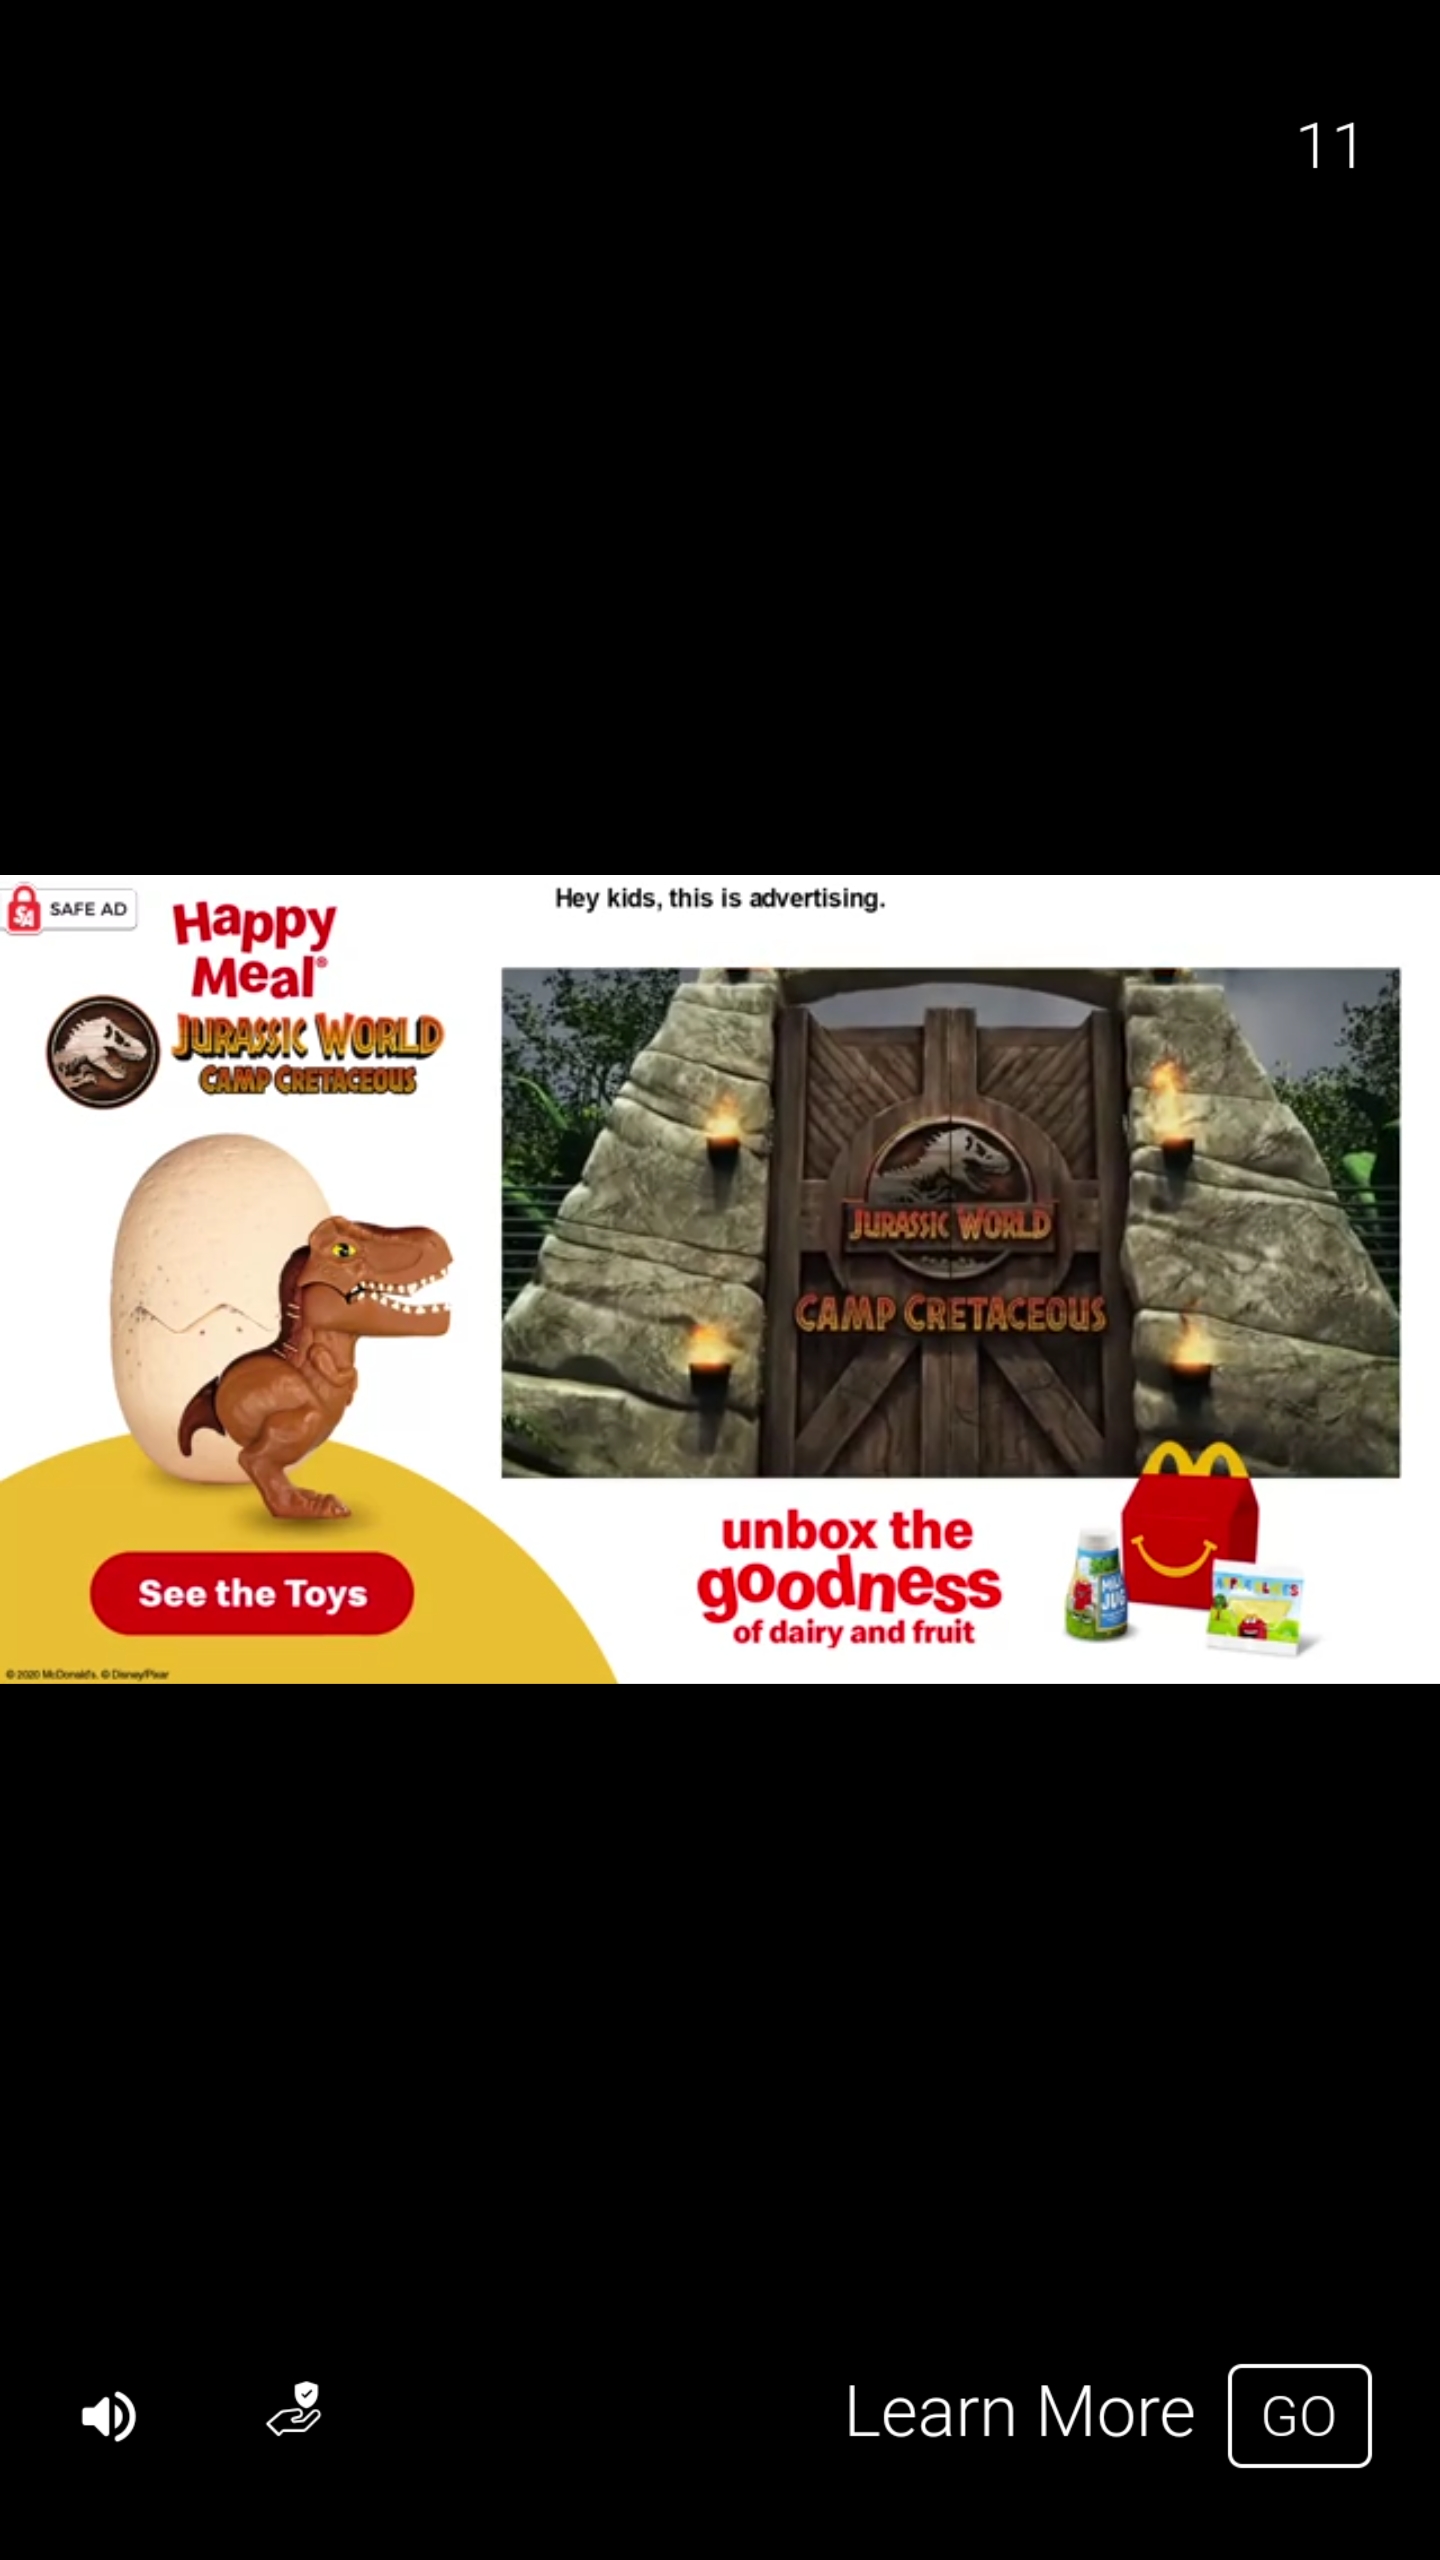 11
SAFE AD
Hey kids, this is advertising.
Happy
Meal®
JURASSIC WORLD
CAMP CRETACEOUS
JURASSIC WORLD
CAMP CRETACEOUS
See the Toys
unbox the
goodness
of dairy and fruit
© 2020 McDonald's. © Disney/Pixar
Learn More
GO